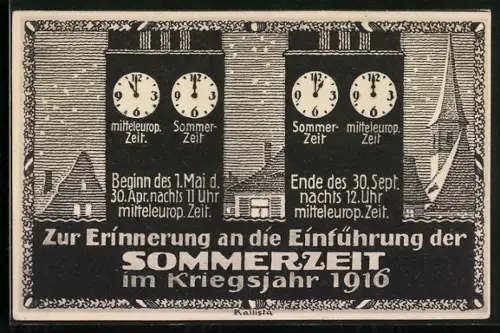 mitteleurop.
Zeit.
Sommer-
Zeit
Sommer-
Zeit
mitteleurop.
Zeit.
Beginn des 1. Mai d.
30. Apr. nachts 11 Uhr
mitteleurop. Zeit.
Ende des 30. Sept.
nachts 12. Uhr
mitteleurop. Zeit.
Zur Erinnerung an die Einführung der
SOMMERZEIT
im Kriegsjahr 1916
Kallista